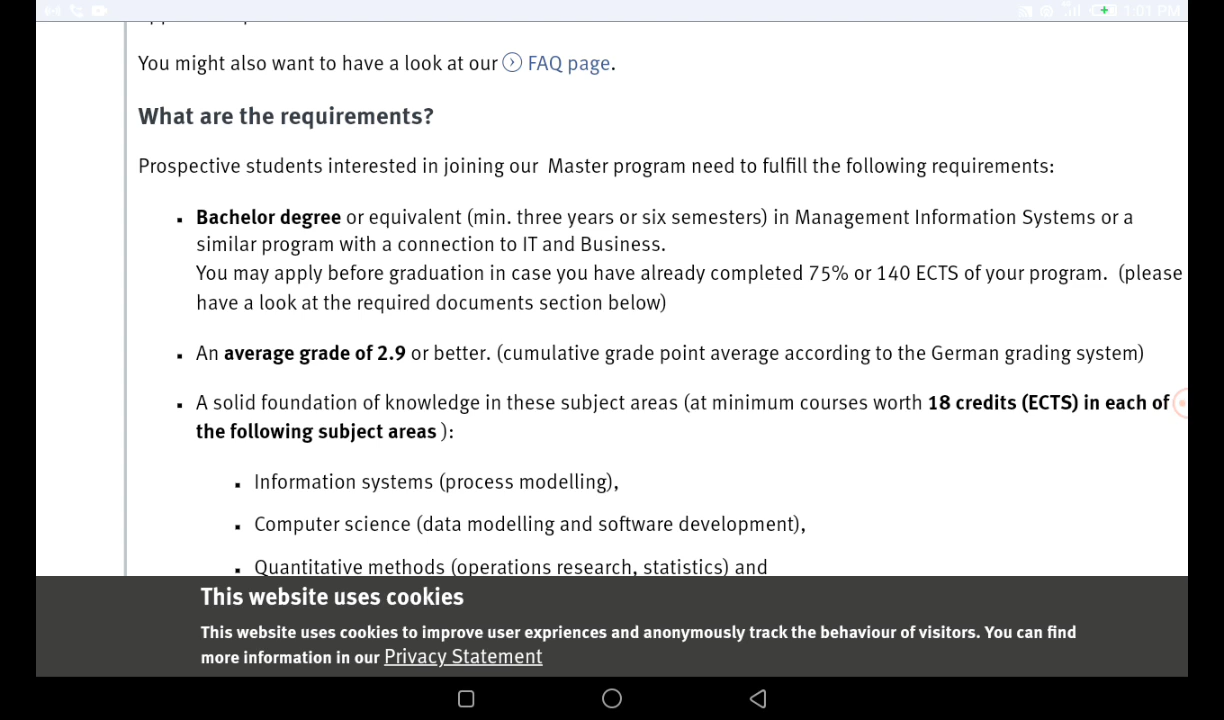 1:01 PM
You might also want to have a look at our FAQ page.
What are the requirements?
Prospective students interested in joining our Master program need to fulfill the following requirements:
Bachelor degree or equivalent (min. three years or six semesters) in Management Information Systems or a
similar program with a connection to IT and Business.
You may apply before graduation in case you have already completed 75% or 140 ECTS of your program. (please
have a look at the required documents section below)
An average grade of 2.9 or better. (cumulative grade point average according to the German grading system)
A solid foundation of knowledge in these subject areas (at minimum courses worth 18 credits (ECTS) in each of
the following subject areas ):
Information systems (process modelling),
Computer science (data modelling and software development),
Quantitative methods (operations research, statistics) and
This website uses cookies
This website uses cookies to improve user expriences and anonymously track the behaviour of visitors. You can find
more information in our Privacy Statement